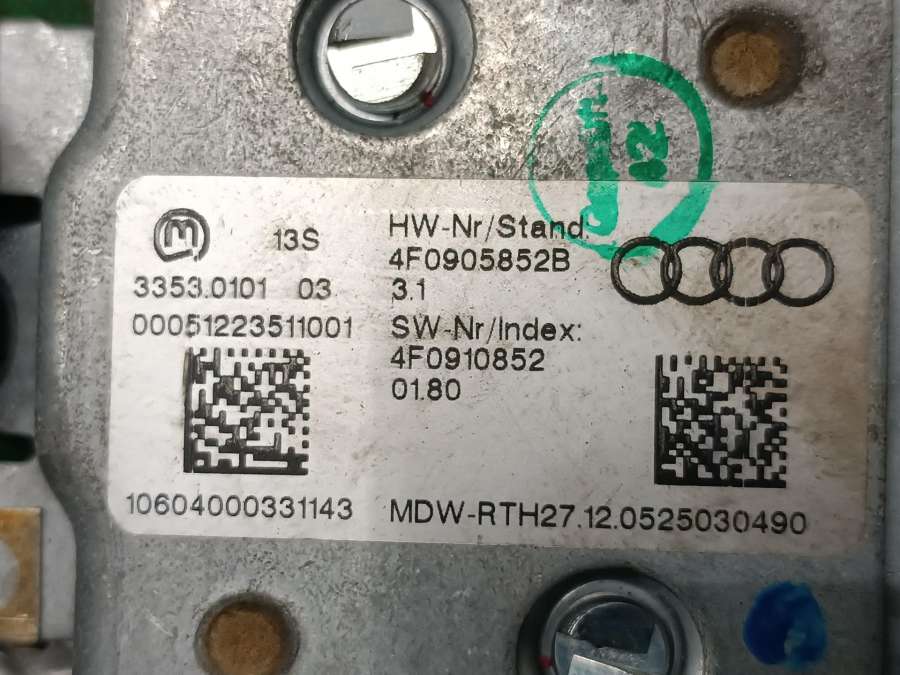 M
13S
3353.0101 03
00051223511001
10604000331143
HW-Nr/Stand:
4F0905852B
3.1
SW-Nr/Index:
4F0910852
01.80
MDW-RTH27.12.0525030490